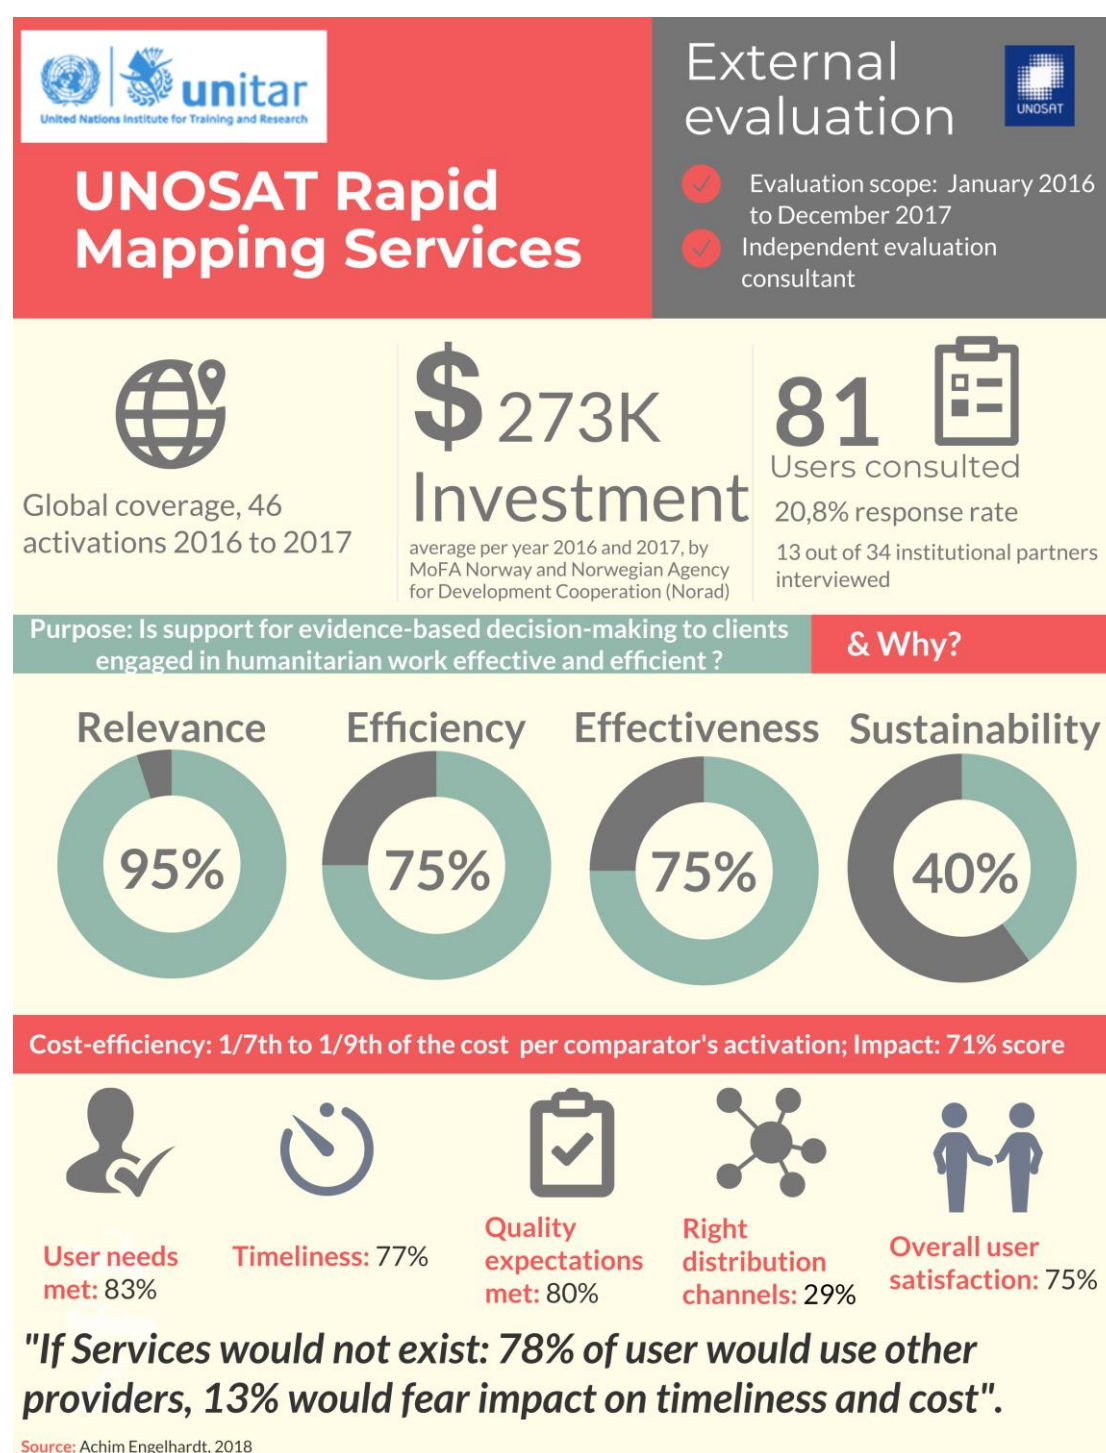 unitar
United Nations Institute for Training and Research
UNOSAT Rapid
Mapping Services
External
evaluation
UNOSAT
Evaluation scope: January 2016
to December 2017
Independent evaluation
consultant
Global coverage, 46
activations 2016 to 2017
$ 273K
Investment
average per year 2016 and 2017, by
MoFA Norway and Norwegian Agency
for Development Cooperation (Norad)
81
Users consulted
20,8% response rate
13 out of 34 institutional partners
interviewed
Purpose: Is support for evidence-based decision-making to clients
engaged in humanitarian work effective and efficient ?
& Why?
Relevance
95%
Efficiency
75%
Effectiveness
75%
Sustainability
40%
Cost-efficiency: 1/7th to 1/9th of the cost per comparator's activation; Impact: 71% score
User needs
met: 83%
Timeliness: 77%
Quality
expectations
met: 80%
Right
distribution
channels: 29%
Overall user
satisfaction: 75%
"If Services would not exist: 78% of user would use other
providers, 13% would fear impact on timeliness and cost".
Source: Achim Engelhardt, 2018